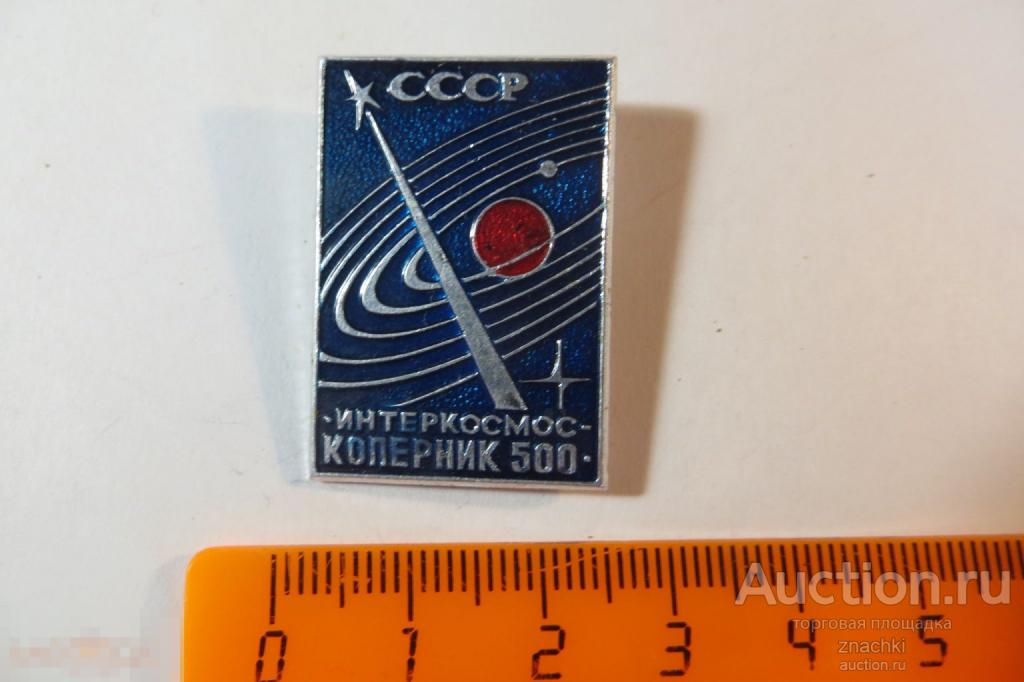 СССР
·ИНТЕРКОСМОС-
КОПЕРНИК 500·
0 1 2 3 4 5
Auction.ru
торговая площадка
znachki
auction.ru